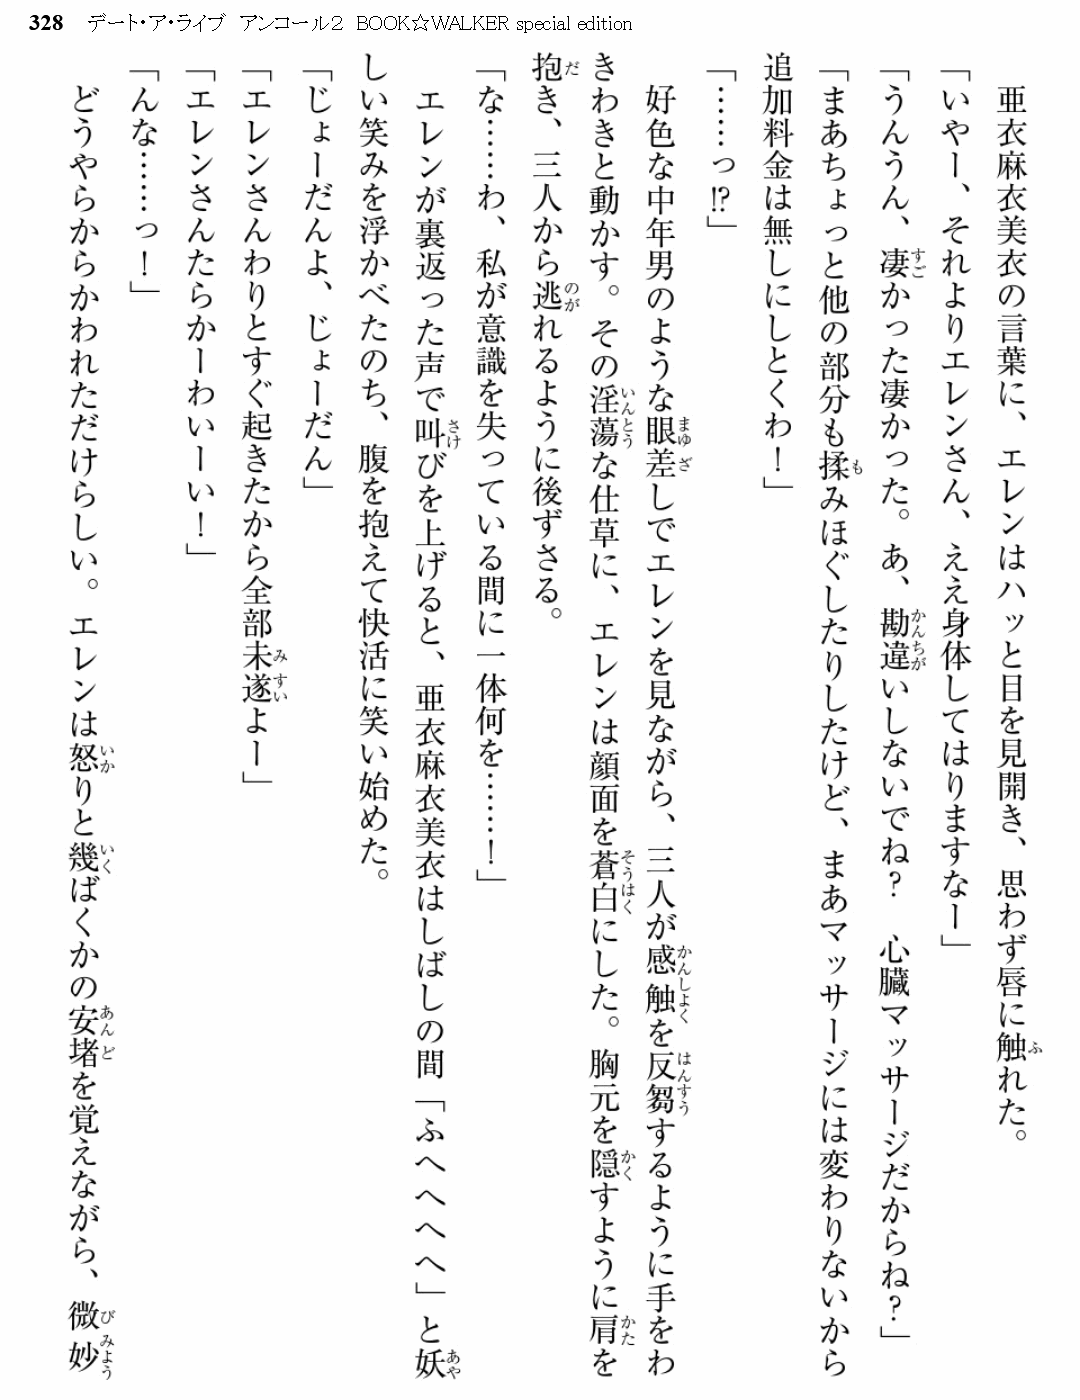 328 デート・ア・ライブ アンコール２ BOOK☆WALKER special edition
　亜衣麻衣美衣の言葉に、エレンはハッと目を見開き、思わず唇に触れた。
「いやー、それよりエレンさん、ええ身体してはりますなー」
「うんうん、凄かった凄かった。あ、勘違いしないでね？　心臓マッサージだからね？」
「まあちょっと他の部分も揉みほぐしたりしたけど、まあマッサージには変わりないから
追加料金は無しにしとくわ！」
「……っ!?」
　好色な中年男のような眼差しでエレンを見ながら、三人が感触を反芻するように手をわ
きわきと動かす。その淫蕩な仕草に、エレンは顔面を蒼白にした。胸元を隠すように肩を
抱き、三人から逃れるように後ずさる。
「な……わ、私が意識を失っている間に一体何を……！」
　エレンが裏返った声で叫びを上げると、亜衣麻衣美衣はしばしの間「ふへへへへ」と妖
しい笑みを浮かべたのち、腹を抱えて快活に笑い始めた。
「じょーだんよ、じょーだん」
「エレンさんわりとすぐ起きたから全部未遂よー」
「エレンさんたらかーわいーい！」
「んな……っ！」
　どうやらからかわれただけらしい。エレンは怒りと幾ばくかの安堵を覚えながら、微妙